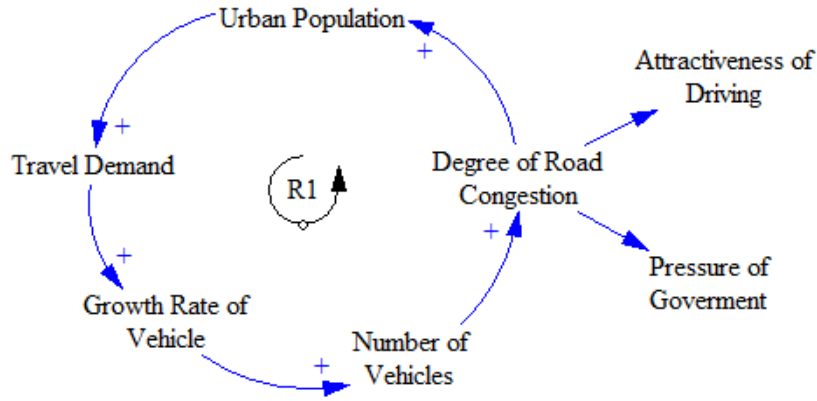 Urban Population
+
Attractiveness of
Driving
+
Travel Demand
R1
Degree of Road
Congestion
+
+
Pressure of
Goverment
Growth Rate of
Vehicle
+
Number of
Vehicles